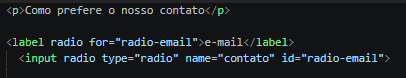 <p>Como prefere o nosso contato</p>
<label radio for="radio-email">e-mail</label>
<input radio type="radio" name="contato" id="radio-email">